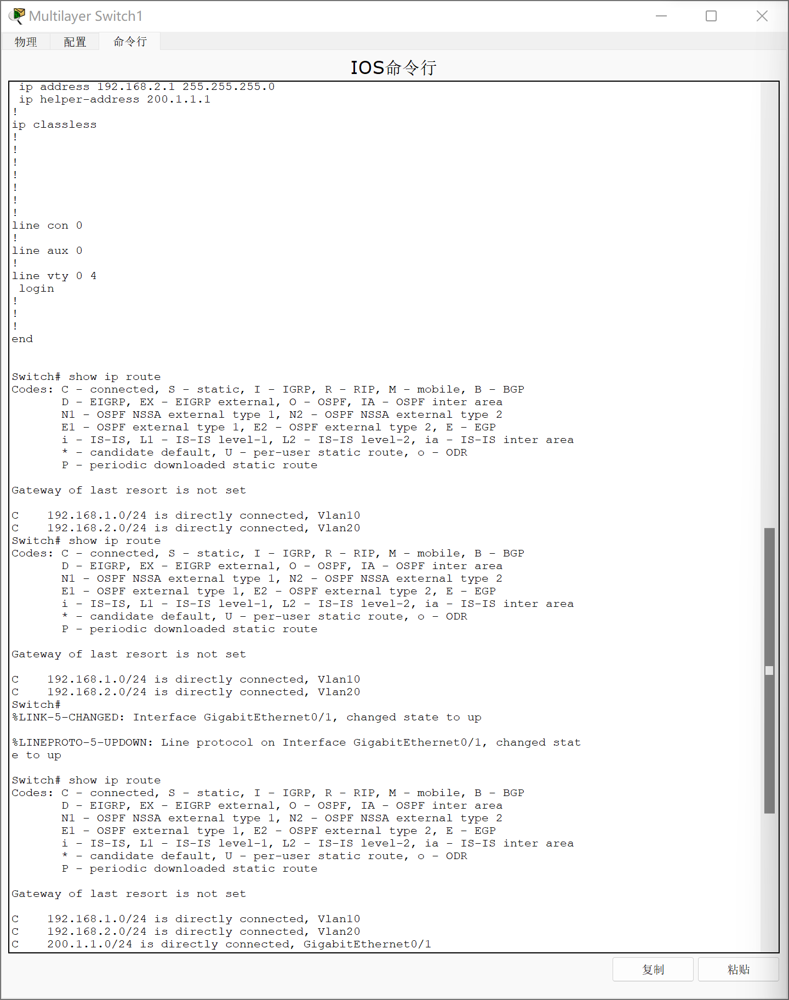 Multilayer Switch1
物理 配置 命令行
IOS命令行
ip address 192.168.2.1 255.255.255.0
ip helper-address 200.1.1.1
!
ip classless
!
!
!
!
!
!
!
line con 0
!
line aux 0
!
line vty 0 4
login
!
!
!
end
Switch# show ip route
Codes: C - connected, S - static, I - IGRP, R - RIP, M - mobile, B - BGP
D - EIGRP, EX - EIGRP external, O - OSPF, IA - OSPF inter area
N1 - OSPF NSSA external type 1, N2 - OSPF NSSA external type 2
E1 - OSPF external type 1, E2 - OSPF external type 2, E - EGP
i - IS-IS, L1 - IS-IS level-1, L2 - IS-IS level-2, ia - IS-IS inter area
* - candidate default, U - per-user static route, o - ODR
P - periodic downloaded static route
Gateway of last resort is not set
C    192.168.1.0/24 is directly connected, Vlan10
C    192.168.2.0/24 is directly connected, Vlan20
Switch# show ip route
Codes: C - connected, S - static, I - IGRP, R - RIP, M - mobile, B - BGP
D - EIGRP, EX - EIGRP external, O - OSPF, IA - OSPF inter area
N1 - OSPF NSSA external type 1, N2 - OSPF NSSA external type 2
E1 - OSPF external type 1, E2 - OSPF external type 2, E - EGP
i - IS-IS, L1 - IS-IS level-1, L2 - IS-IS level-2, ia - IS-IS inter area
* - candidate default, U - per-user static route, o - ODR
P - periodic downloaded static route
Gateway of last resort is not set
C    192.168.1.0/24 is directly connected, Vlan10
C    192.168.2.0/24 is directly connected, Vlan20
Switch#
%LINK-5-CHANGED: Interface GigabitEthernet0/1, changed state to up
%LINEPROTO-5-UPDOWN: Line protocol on Interface GigabitEthernet0/1, changed stat
e to up
Switch# show ip route
Codes: C - connected, S - static, I - IGRP, R - RIP, M - mobile, B - BGP
D - EIGRP, EX - EIGRP external, O - OSPF, IA - OSPF inter area
N1 - OSPF NSSA external type 1, N2 - OSPF NSSA external type 2
E1 - OSPF external type 1, E2 - OSPF external type 2, E - EGP
i - IS-IS, L1 - IS-IS level-1, L2 - IS-IS level-2, ia - IS-IS inter area
* - candidate default, U - per-user static route, o - ODR
P - periodic downloaded static route
Gateway of last resort is not set
C    192.168.1.0/24 is directly connected, Vlan10
C    192.168.2.0/24 is directly connected, Vlan20
C    200.1.1.0/24 is directly connected, GigabitEthernet0/1
复制 粘贴